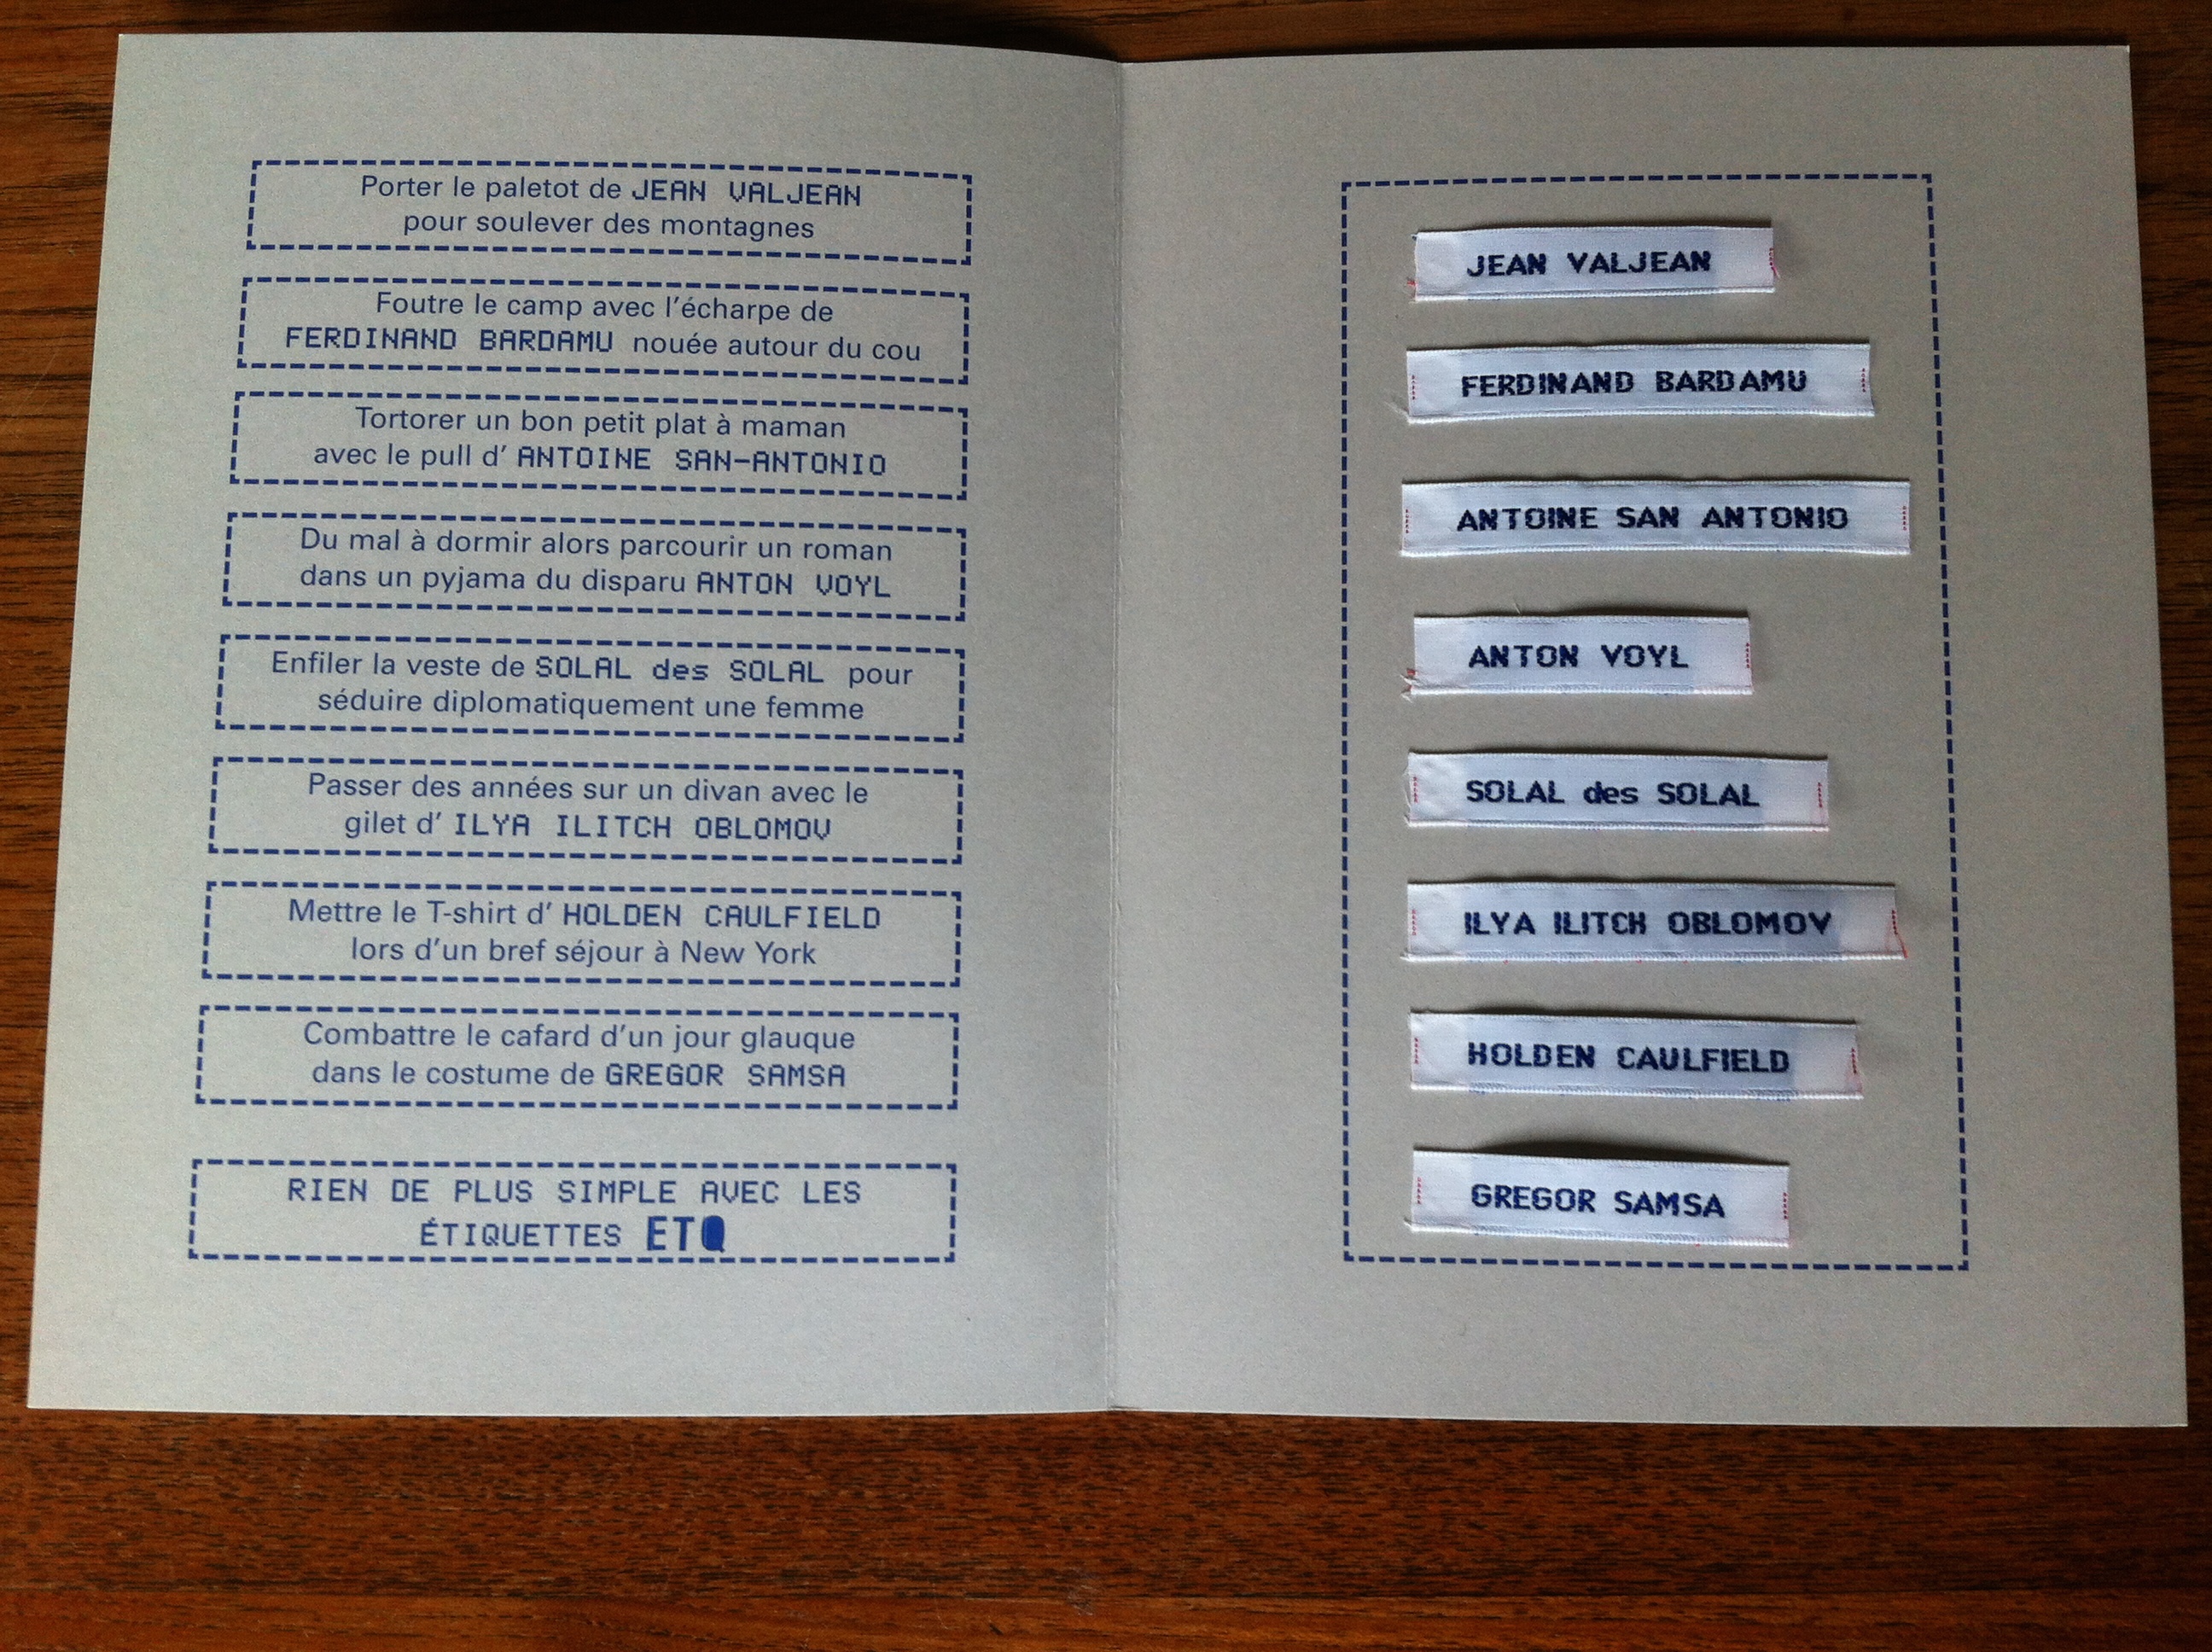 Porter le paletot de JEAN VALJEAN
pour soulever des montagnes
Foutre le camp avec l'écharpe de
FERDINAND BARDAMU nouée autour du cou
Tortorer un bon petit plat à maman
avec le pull d' ANTOINE SAN-ANTONIO
Du mal à dormir alors parcourir un roman
dans un pyjama du disparu ANTON VOYL
Enfiler la veste de SOLAL des SOLAL pour
séduire diplomatiquement une femme
Passer des années sur un divan avec le
gilet d' ILYA ILITCH OBLOMOV
Mettre le T-shirt d' HOLDEN CAULFIELD
lors d'un bref séjour à New York
Combattre le cafard d'un jour glauque
dans le costume de GREGOR SAMSA
RIEN DE PLUS SIMPLE AVEC LES
ÉTIQUETTES ETQ
JEAN VALJEAN
FERDINAND BARDAMU
ANTOINE SAN ANTONIO
ANTON VOYL
SOLAL des SOLAL
ILYA ILITCH OBLOMOV
HOLDEN CAULFIELD
GREGOR SAMSA